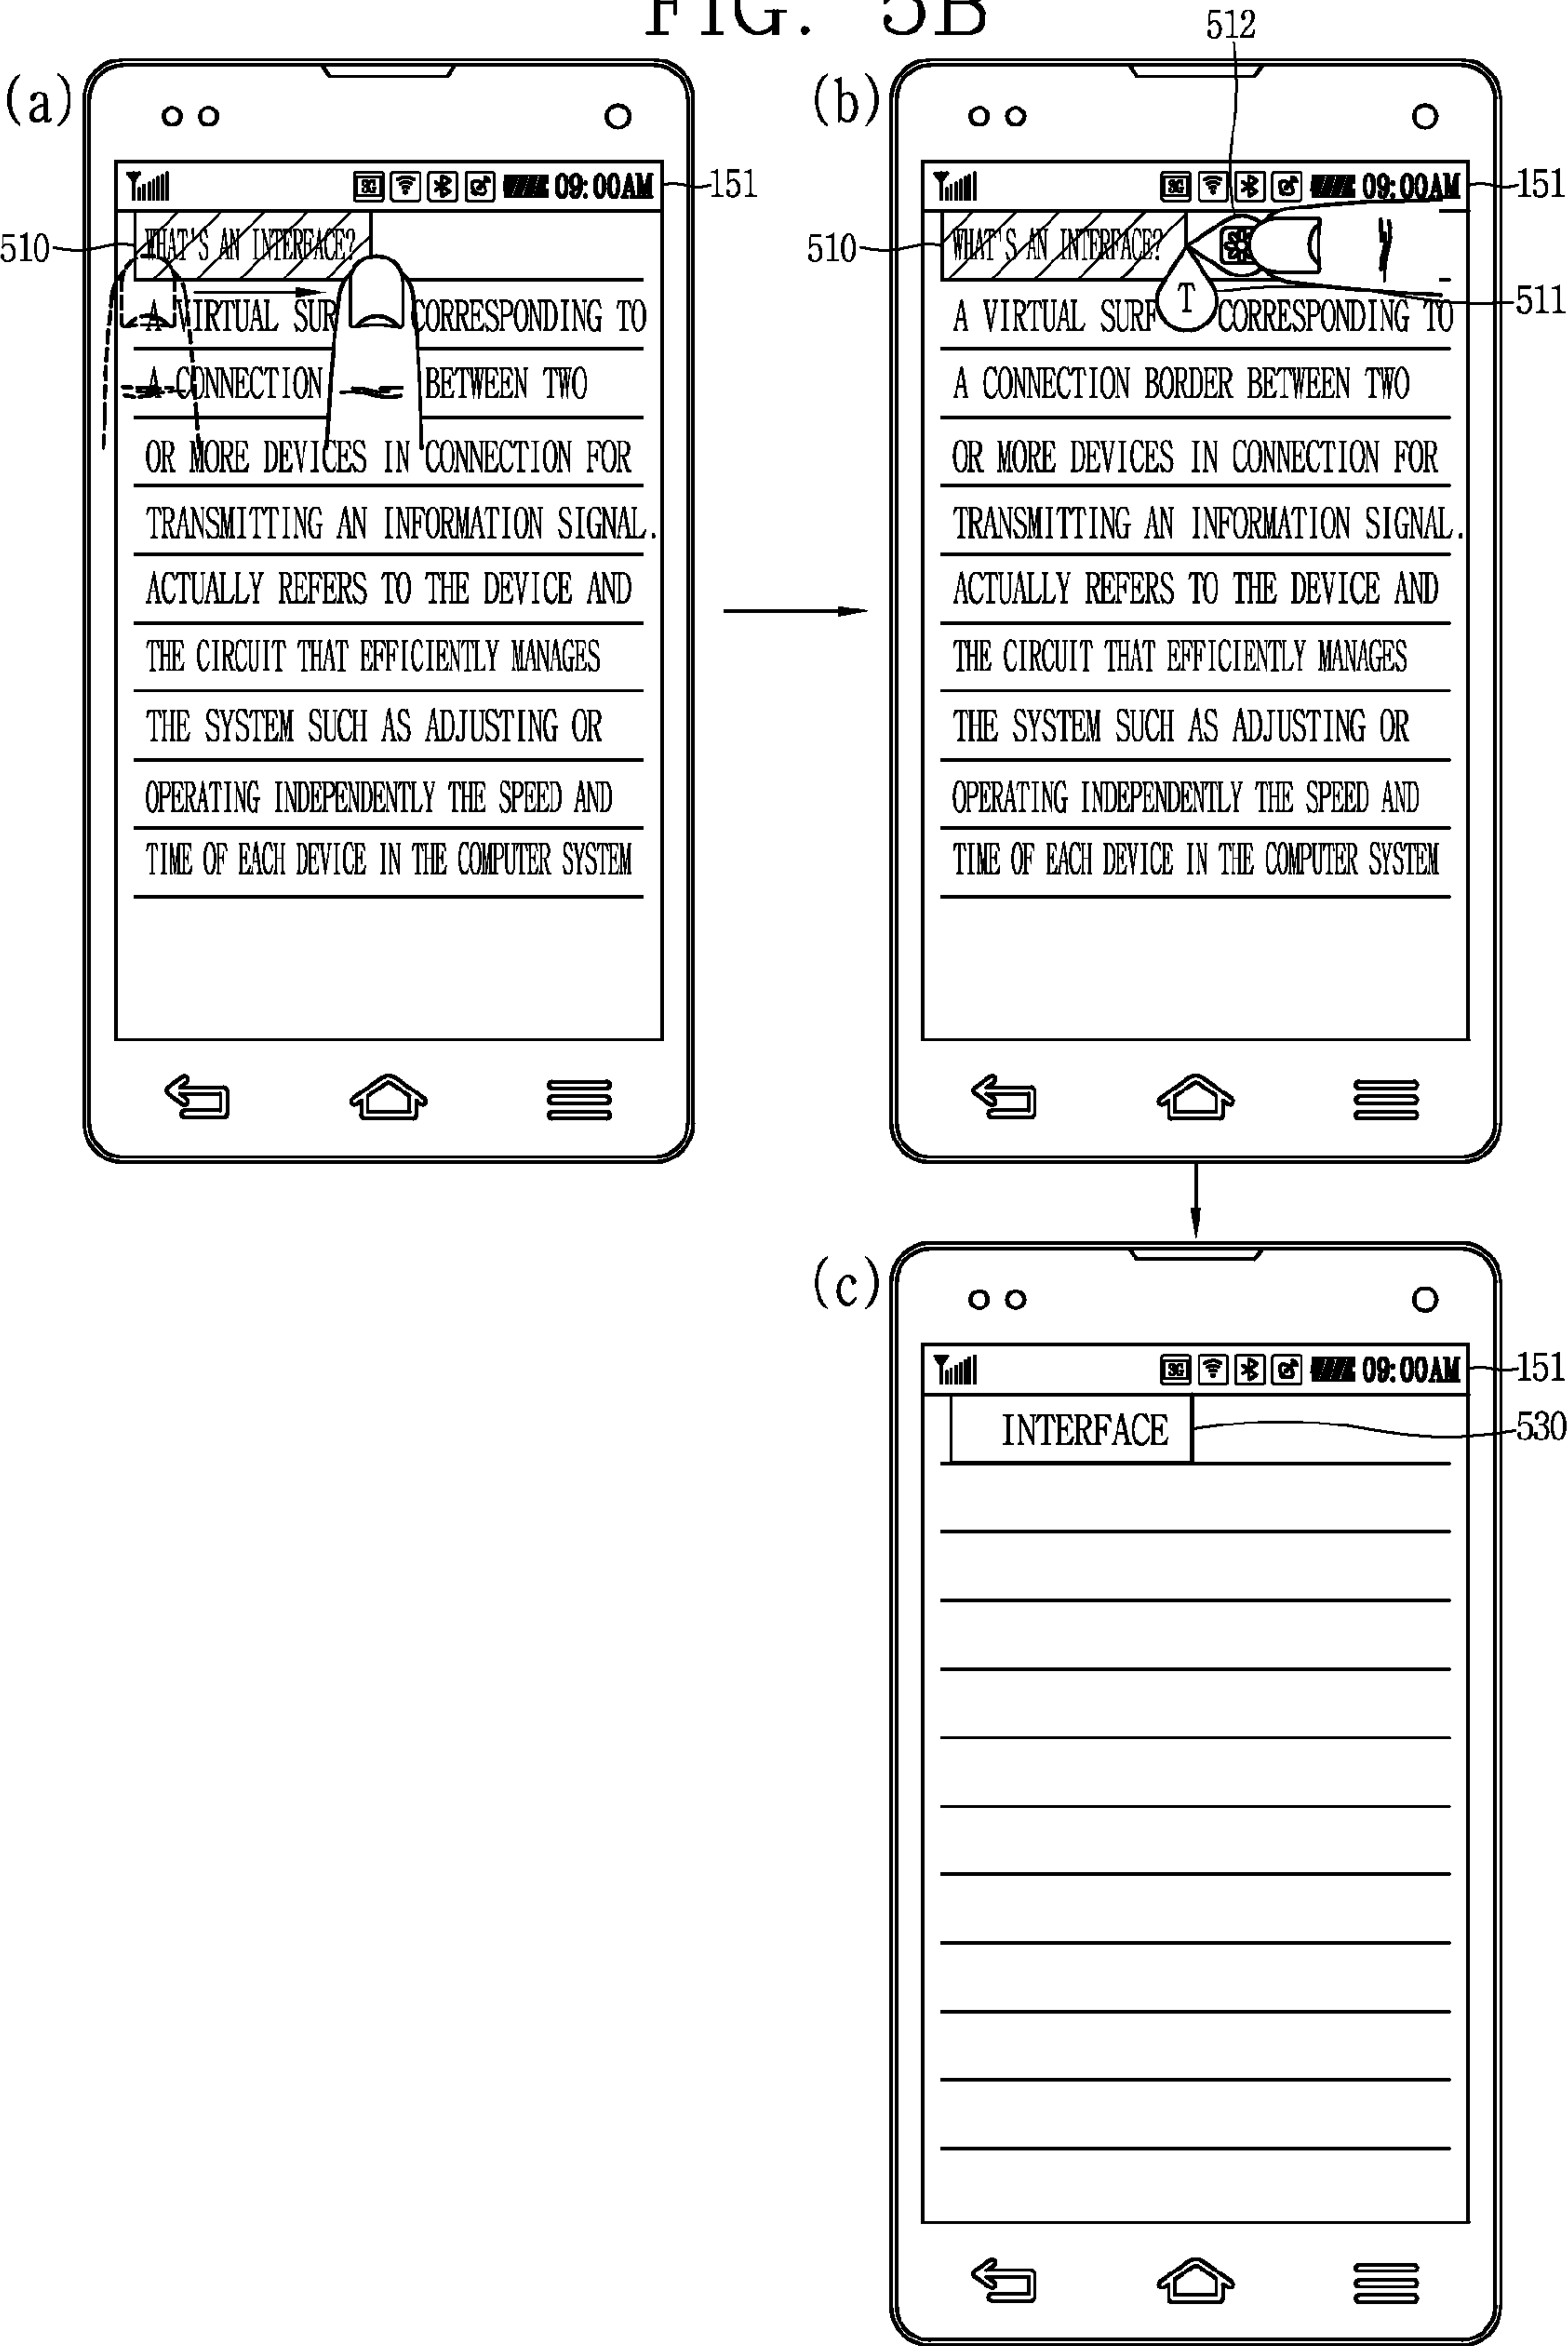 FIG. 5B
(a)
3G 09:00AM
151
510
WHAT'S AN INTERFACE?
A VIRTUAL SUR CORRESPONDING TO
A CONNECTION BETWEEN TWO
OR MORE DEVICES IN CONNECTION FOR
TRANSMITTING AN INFORMATION SIGNAL.
ACTUALLY REFERS TO THE DEVICE AND
THE CIRCUIT THAT EFFICIENTLY MANAGES
THE SYSTEM SUCH AS ADJUSTING OR
OPERATING INDEPENDENTLY THE SPEED AND
TIME OF EACH DEVICE IN THE COMPUTER SYSTEM
(b)
512
3G 09:00AM
151
510
WHAT'S AN INTERFACE?
T
511
A VIRTUAL SURF CORRESPONDING TO
A CONNECTION BORDER BETWEEN TWO
OR MORE DEVICES IN CONNECTION FOR
TRANSMITTING AN INFORMATION SIGNAL.
ACTUALLY REFERS TO THE DEVICE AND
THE CIRCUIT THAT EFFICIENTLY MANAGES
THE SYSTEM SUCH AS ADJUSTING OR
OPERATING INDEPENDENTLY THE SPEED AND
TIME OF EACH DEVICE IN THE COMPUTER SYSTEM
(c)
3G 09:00AM
151
INTERFACE
530